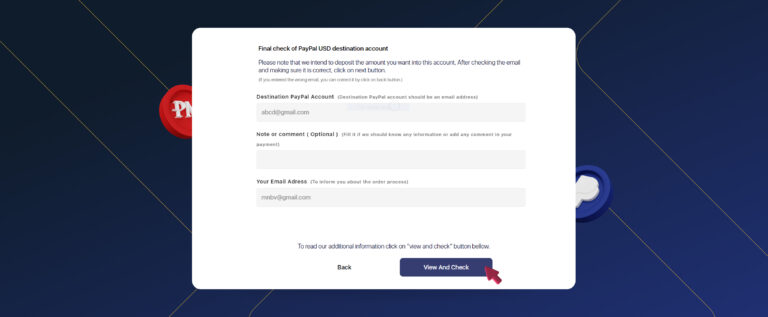 Final check of PayPal USD destination account
Please note that we intend to deposit the amount you want into this account. After checking the email
and making sure it is correct, click on next button.
(If you entered the wrong email, you can correct it by click on back button.)
Destination PayPal Account (Destination PayPal account should be an email address)
abcd@gmail.com
PM
Note or comment ( Optional ) (Fill it if we should know any information or add any comment in your
payment)
Your Email Adress (To inform you about the order process)
mnbv@gmail.com
To read our additional information click on "view and check" button bellow.
Back
View And Check